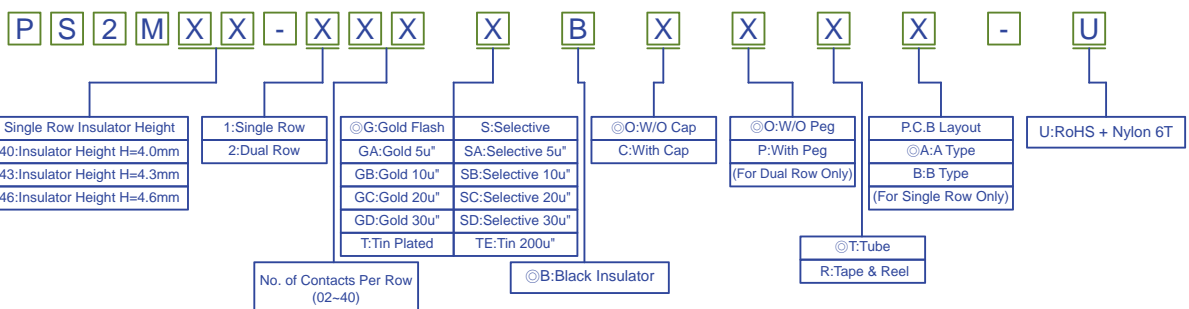 P S 2 M X X - X X X X B X X X X - U
Single Row Insulator Height
40:Insulator Height H=4.0mm
43:Insulator Height H=4.3mm
46:Insulator Height H=4.6mm
1:Single Row
2:Dual Row
◎G:Gold Flash S:Selective
GA:Gold 5u" SA:Selective 5u"
GB:Gold 10u" SB:Selective 10u"
GC:Gold 20u" SC:Selective 20u"
GD:Gold 30u" SD:Selective 30u"
T:Tin Plated TE:Tin 200u"
◎O:W/O Cap
C:With Cap
◎O:W/O Peg
P:With Peg
(For Dual Row Only)
P.C.B Layout
◎A:A Type
B:B Type
(For Single Row Only)
U:RoHS + Nylon 6T
No. of Contacts Per Row
(02~40)
◎B:Black Insulator
◎T:Tube
R:Tape & Reel